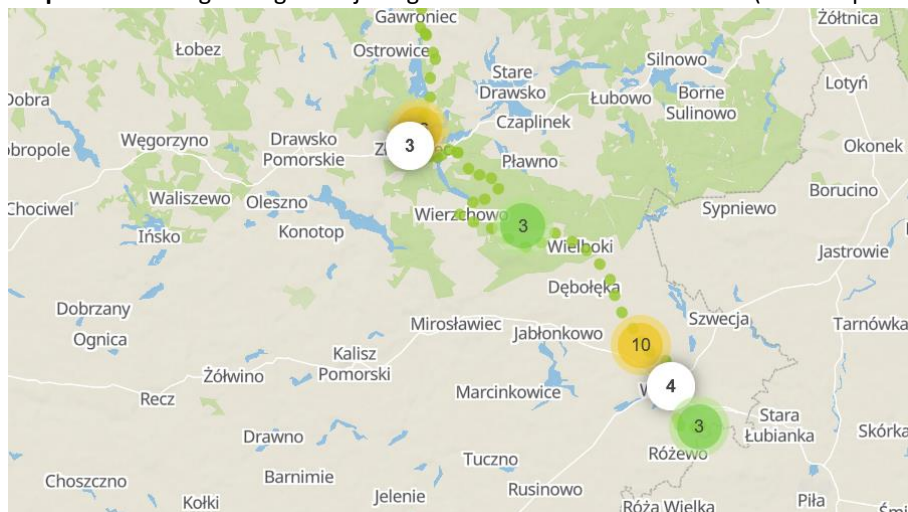 Gawroniec
Żółtnica
Łobez
Ostrowice
Silnowo
Stare
Drawsko
Lotyń
Łubowo
Borne
Sulinowo
Dobra
Czaplinek
Węgorzyno
Drawsko
Pomorskie
3
Okonek
Pławno
Borucino
Waliszewo
Oleszno
Chociwel
Wierzchowo
3
Sypniewo
Ińsko
Konotop
Wielboki
Jastrowie
Dębołęka
Dobrzany
Mirosławiec
Szwecja
Tarnówka
Ognica
Jabłonkowo
10
Kalisz
Pomorski
Żółwino
4
Marcinkowice
Recz
Stara
Łubianka
3
Skórka
Drawno
Różewo
Tuczno
Choszczno
Barnimie
Rusinowo
Jelenie
Kołki
Róża Wielka
Piła